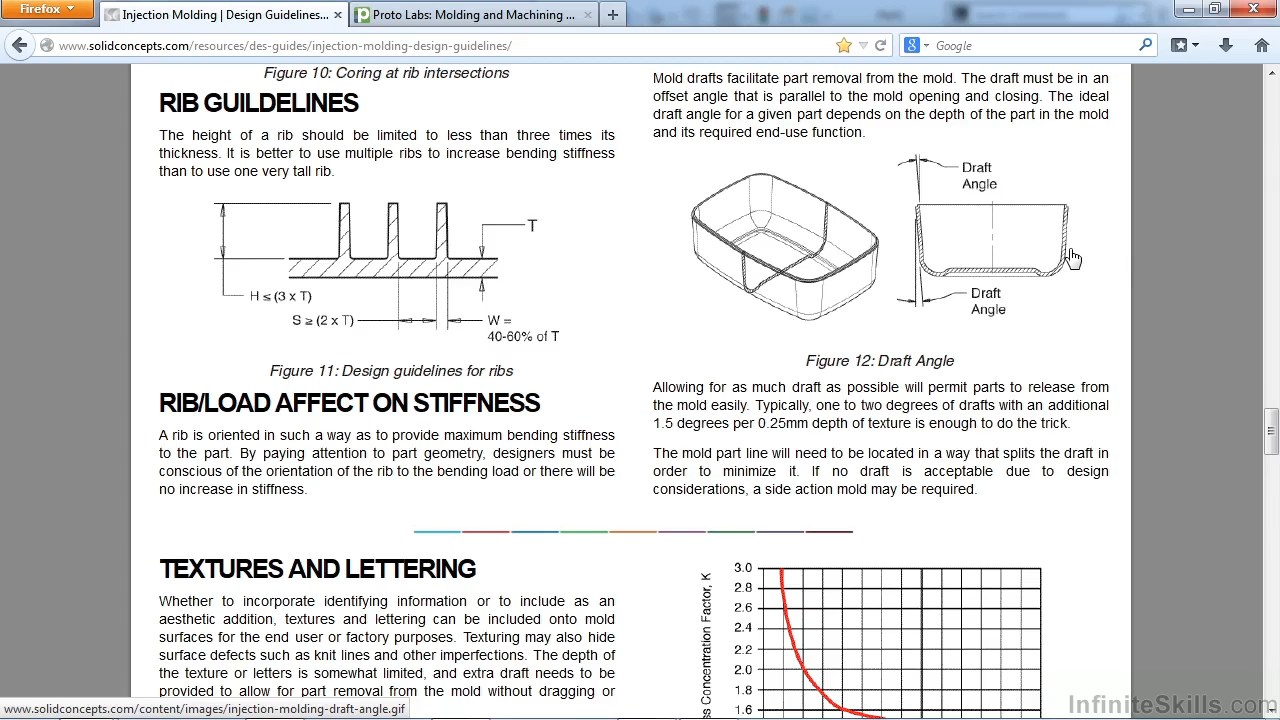 Firefox
Injection Molding | Design Guidelines...
Proto Labs: Molding and Machining ...
www.solidconcepts.com/resources/des-guides/injection-molding-design-guidelines/
Google
Figure 10: Coring at rib intersections
RIB GUILDELINES
The height of a rib should be limited to less than three times its
thickness. It is better to use multiple ribs to increase bending stiffness
than to use one very tall rib.
T
H ≤ (3 x T)
S ≥ (2 x T)
W =
40-60% of T
Figure 11: Design guidelines for ribs
RIB/LOAD AFFECT ON STIFFNESS
A rib is oriented in such a way as to provide maximum bending stiffness
to the part. By paying attention to part geometry, designers must be
conscious of the orientation of the rib to the bending load or there will be
no increase in stiffness.
Mold drafts facilitate part removal from the mold. The draft must be in an
offset angle that is parallel to the mold opening and closing. The ideal
draft angle for a given part depends on the depth of the part in the mold
and its required end-use function.
Draft
Angle
Draft
Angle
Figure 12: Draft Angle
Allowing for as much draft as possible will permit parts to release from
the mold easily. Typically, one to two degrees of drafts with an additional
1.5 degrees per 0.25mm depth of texture is enough to do the trick.
The mold part line will need to be located in a way that splits the draft in
order to minimize it. If no draft is acceptable due to design
considerations, a side action mold may be required.
TEXTURES AND LETTERING
Whether to incorporate identifying information or to include as an
aesthetic addition, textures and lettering can be included onto mold
surfaces for the end user or factory purposes. Texturing may also hide
surface defects such as knit lines and other imperfections. The depth of
the texture or letters is somewhat limited, and extra draft needs to be
provided to allow for part removal from the mold without dragging or
Concentration Factor, K
3.0
2.8
2.6
2.4
2.2
2.0
1.8
1.6
www.solidconcepts.com/content/images/injection-molding-draft-angle.gif
InfiniteSkills.com